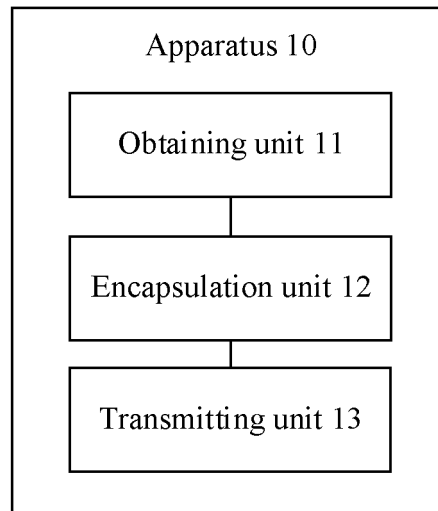 Apparatus 10
Obtaining unit 11
Encapsulation unit 12
Transmitting unit 13